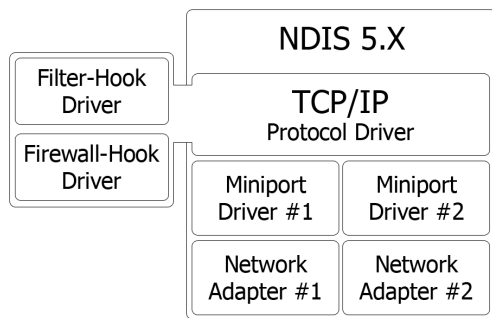 NDIS 5.X
Filter-Hook
Driver
TCP/IP
Protocol Driver
Firewall-Hook
Driver
Miniport
Driver #1
Miniport
Driver #2
Network
Adapter #1
Network
Adapter #2